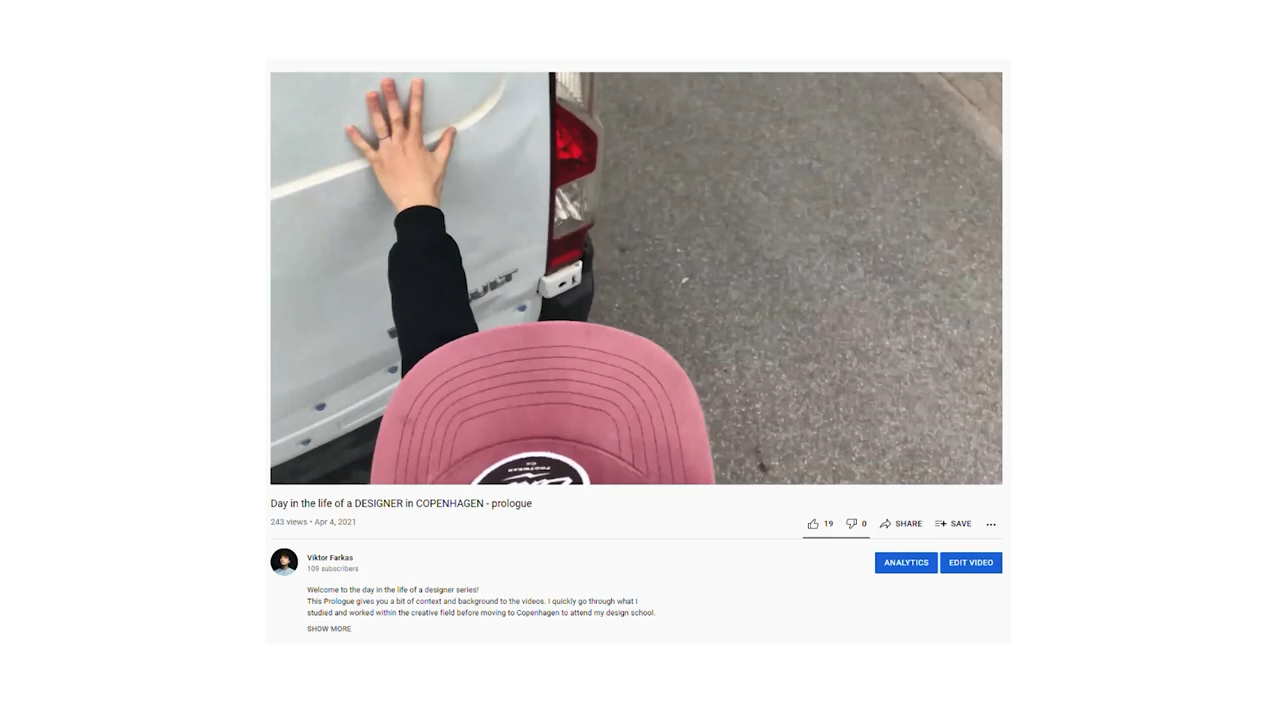 ULT
FOOTWEAR
CO
Day in the life of a DESIGNER in COPENHAGEN - prologue
243 views • Apr 4, 2021
19
0
SHARE
SAVE
Viktor Farkas
109 subscribers
ANALYTICS
EDIT VIDEO
Welcome to the day in the life of a designer series!
This Prologue gives you a bit of context and background to the videos. I quickly go through what I
studied and worked within the creative field before moving to Copenhagen to attend my design school.
SHOW MORE